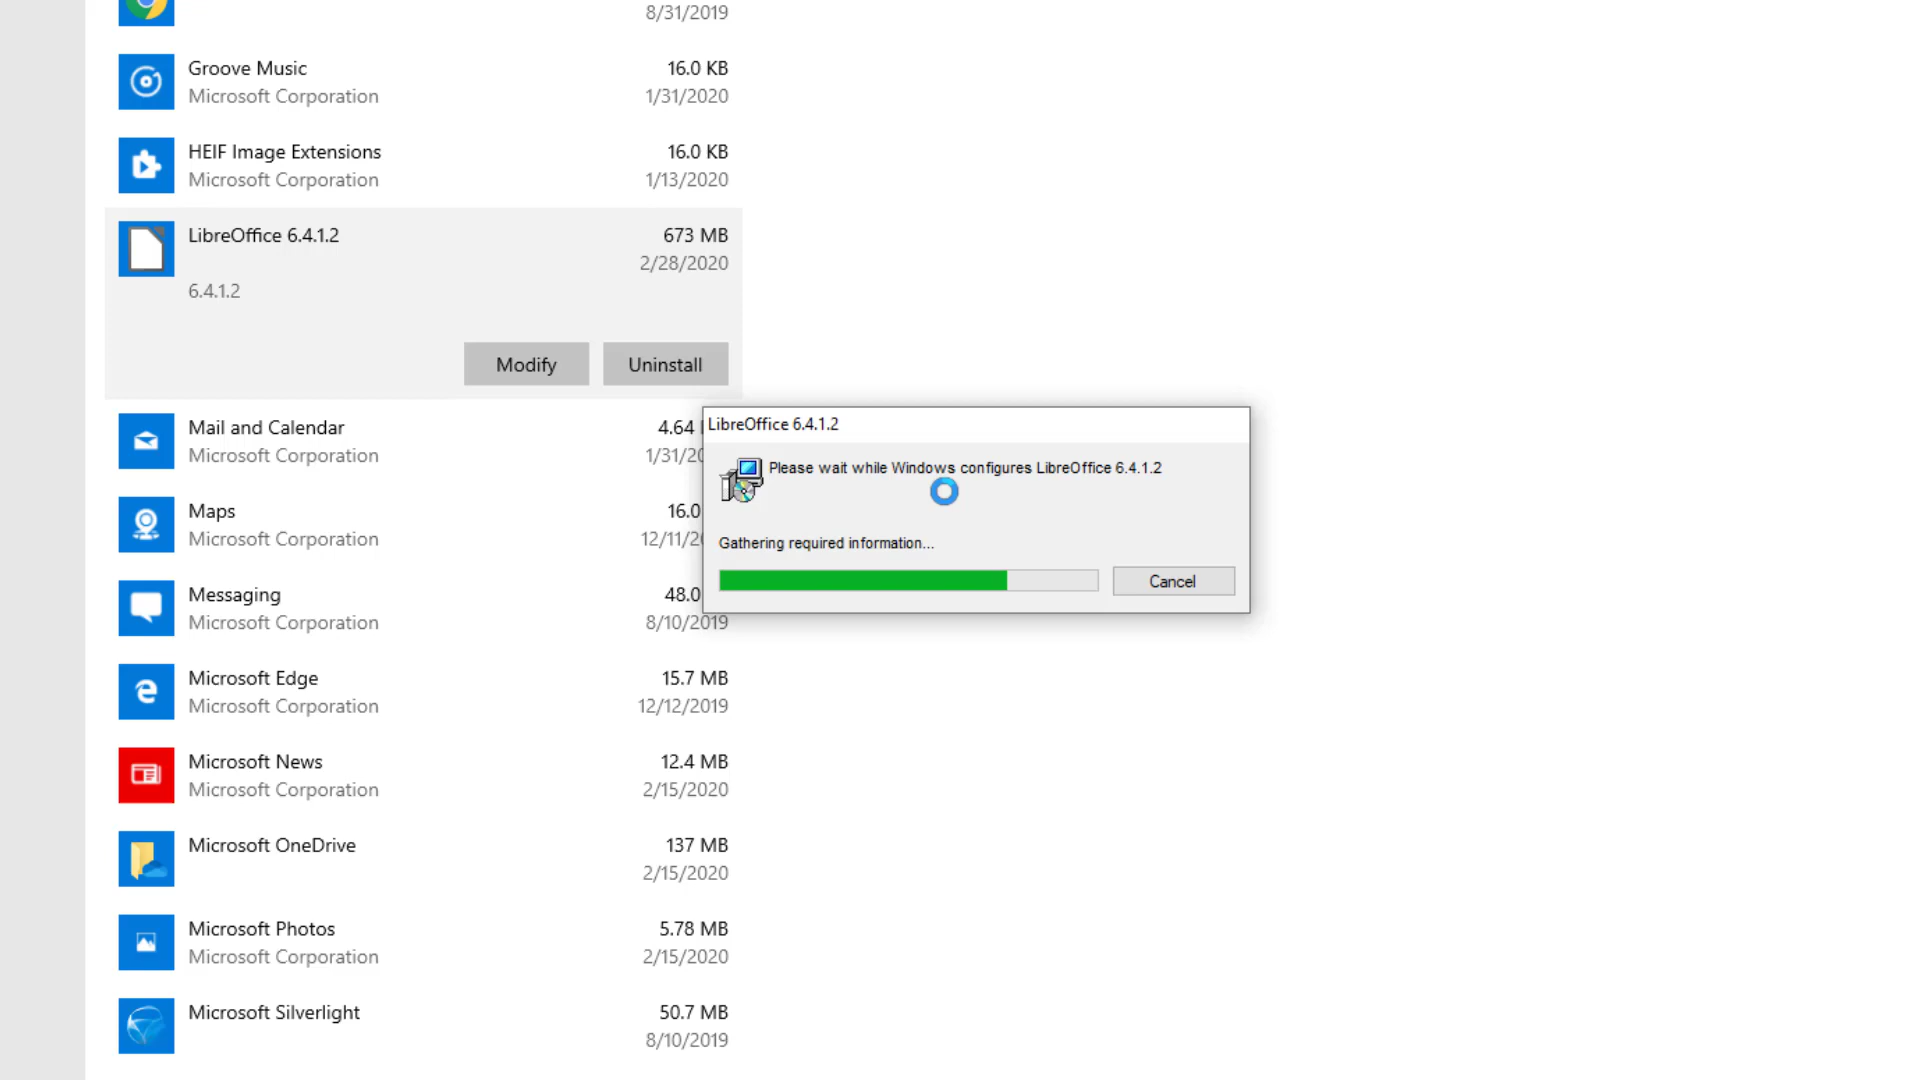 8/31/2019
Groove Music 16.0 KB
Microsoft Corporation 1/31/2020
HEIF Image Extensions 16.0 KB
Microsoft Corporation 1/13/2020
LibreOffice 6.4.1.2 673 MB
2/28/2020
6.4.1.2
Modify Uninstall
Mail and Calendar 4.64
Microsoft Corporation 1/31/20
Maps 16.0
Microsoft Corporation 12/11/2
Messaging 48.0
Microsoft Corporation 8/10/2019
Microsoft Edge 15.7 MB
Microsoft Corporation 12/12/2019
Microsoft News 12.4 MB
Microsoft Corporation 2/15/2020
Microsoft OneDrive 137 MB
2/15/2020
Microsoft Photos 5.78 MB
Microsoft Corporation 2/15/2020
Microsoft Silverlight 50.7 MB
8/10/2019
LibreOffice 6.4.1.2
Please wait while Windows configures LibreOffice 6.4.1.2
Gathering required information...
Cancel